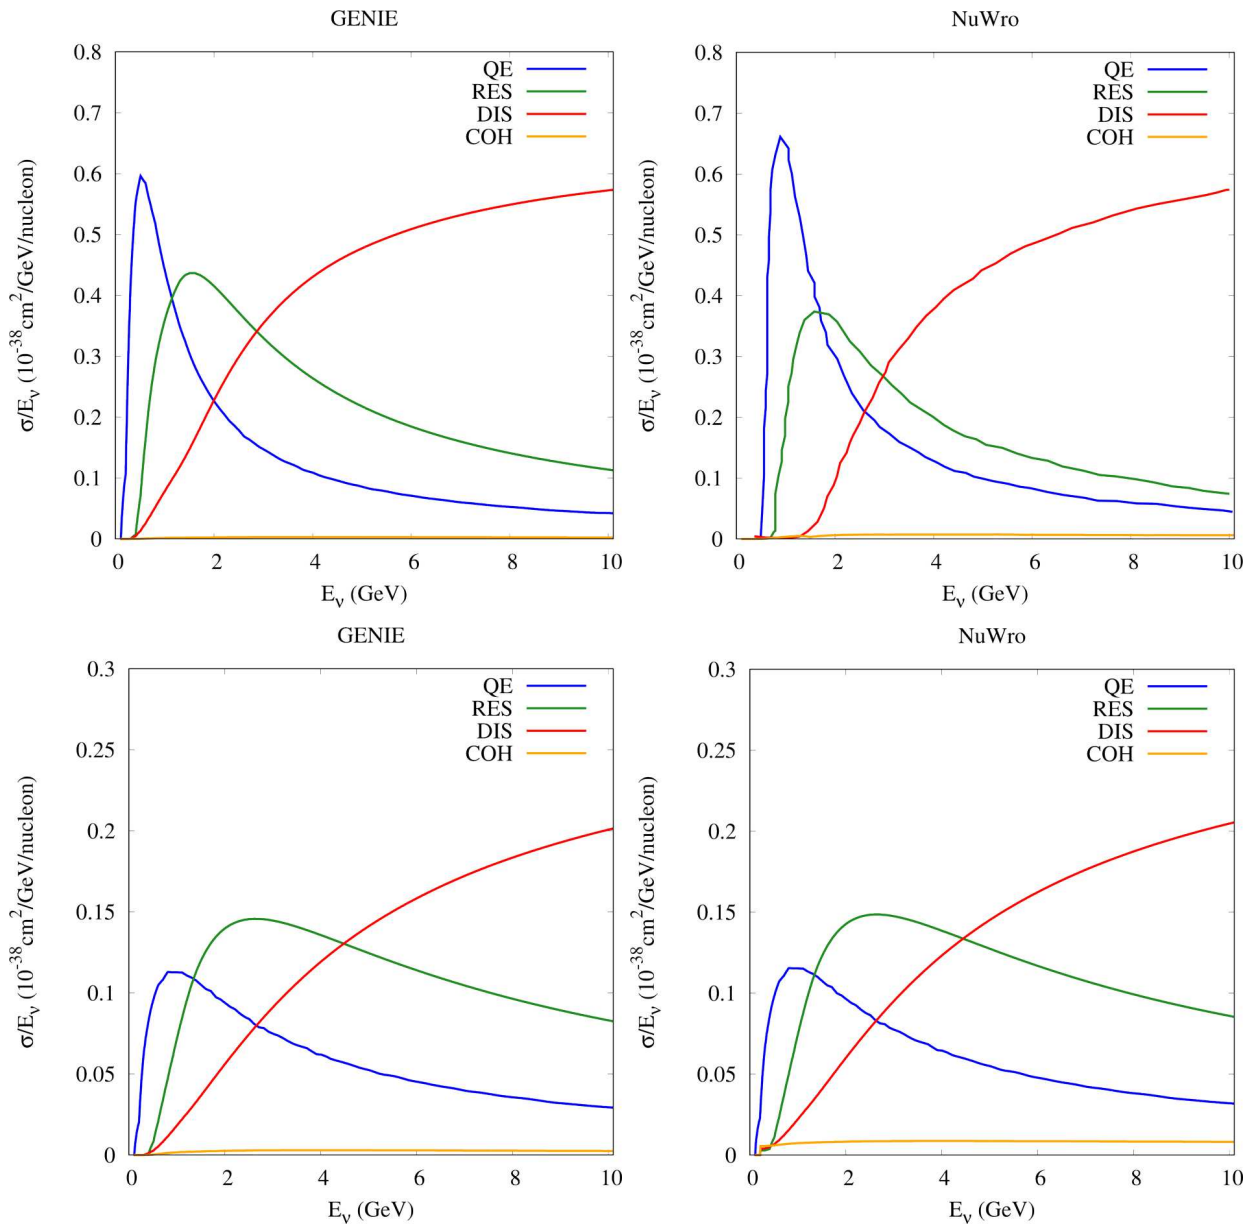 GENIE
NuWro
0.8
0.7
0.6
0.5
0.4
0.3
0.2
0.1
0
σ/Eν (10-38cm2/GeV/nucleon)
QE
RES
DIS
COH
0 2 4 6 8 10
Eν (GeV)
0.8
0.7
0.6
0.5
0.4
0.3
0.2
0.1
0
σ/Eν (10-38cm2/GeV/nucleon)
QE
RES
DIS
COH
0 2 4 6 8 10
Eν (GeV)
GENIE
NuWro
0.3
0.25
0.2
0.15
0.1
0.05
0
σ/Eν (10-38cm2/GeV/nucleon)
QE
RES
DIS
COH
0 2 4 6 8 10
Eν (GeV)
0.3
0.25
0.2
0.15
0.1
0.05
0
σ/Eν (10-38cm2/GeV/nucleon)
QE
RES
DIS
COH
0 2 4 6 8 10
Eν (GeV)